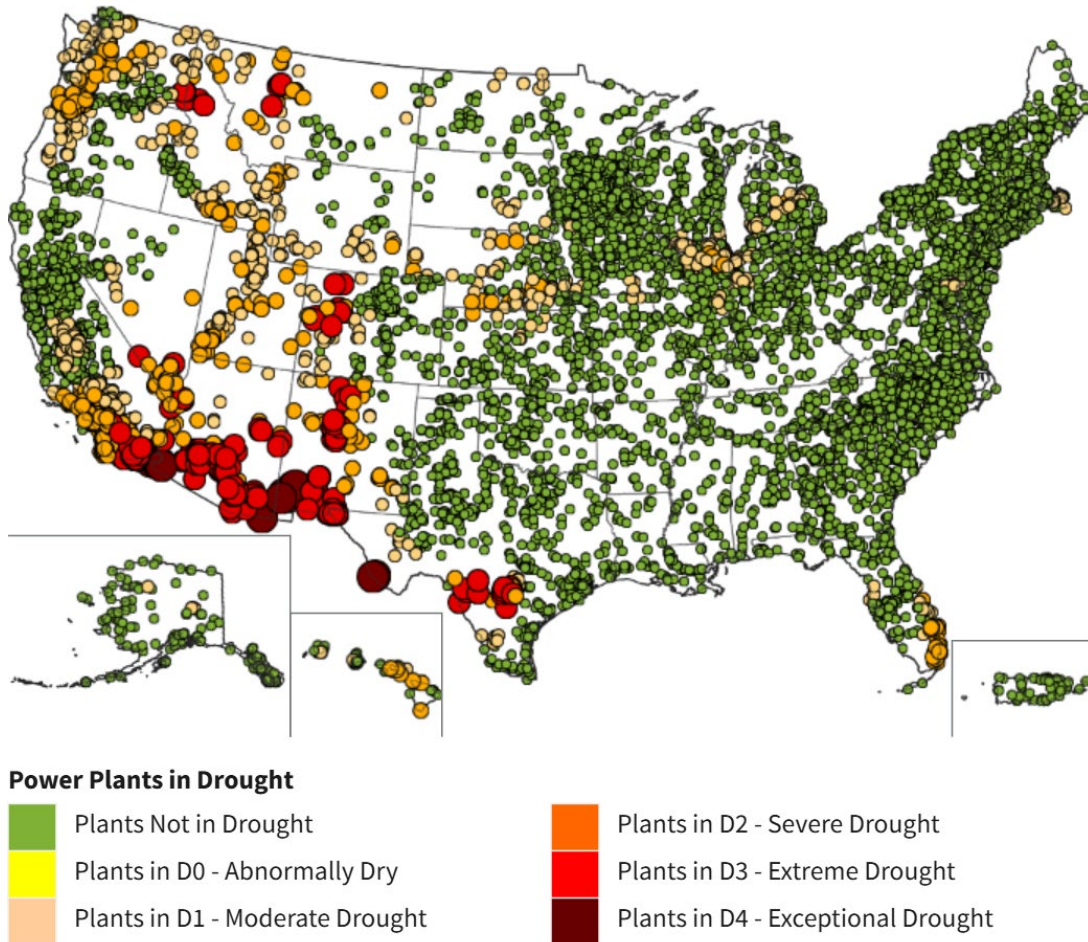 Power Plants in Drought
Plants Not in Drought
Plants in D0 - Abnormally Dry
Plants in D1 - Moderate Drought
Plants in D2 - Severe Drought
Plants in D3 - Extreme Drought
Plants in D4 - Exceptional Drought